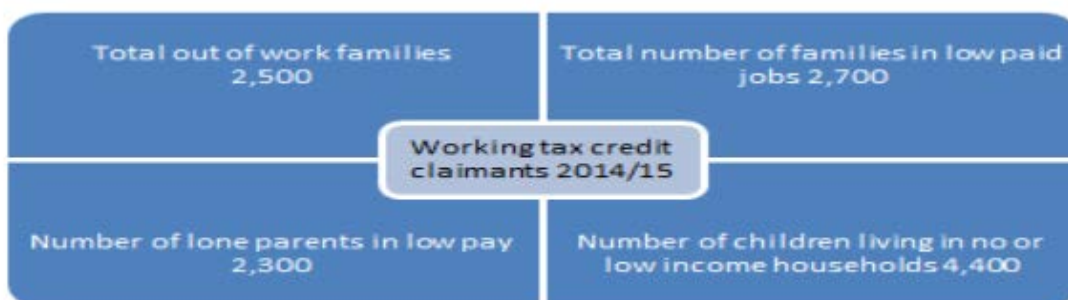 Total out of work families
2,500
Total number of families in low paid
jobs 2,700
Working tax credit
claimants 2014/15
Number of lone parents in low pay
2,300
Number of children living in no or
low income households 4,400